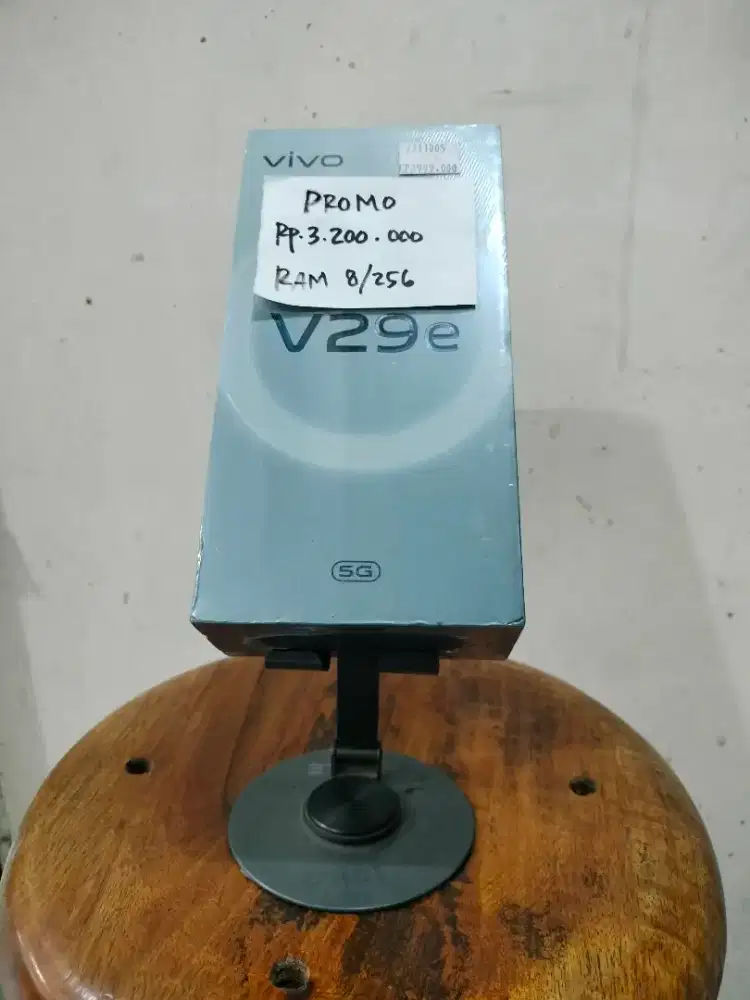 vivo
PROMO
Rp.3.200.000
RAM 8/256
V29e
5G